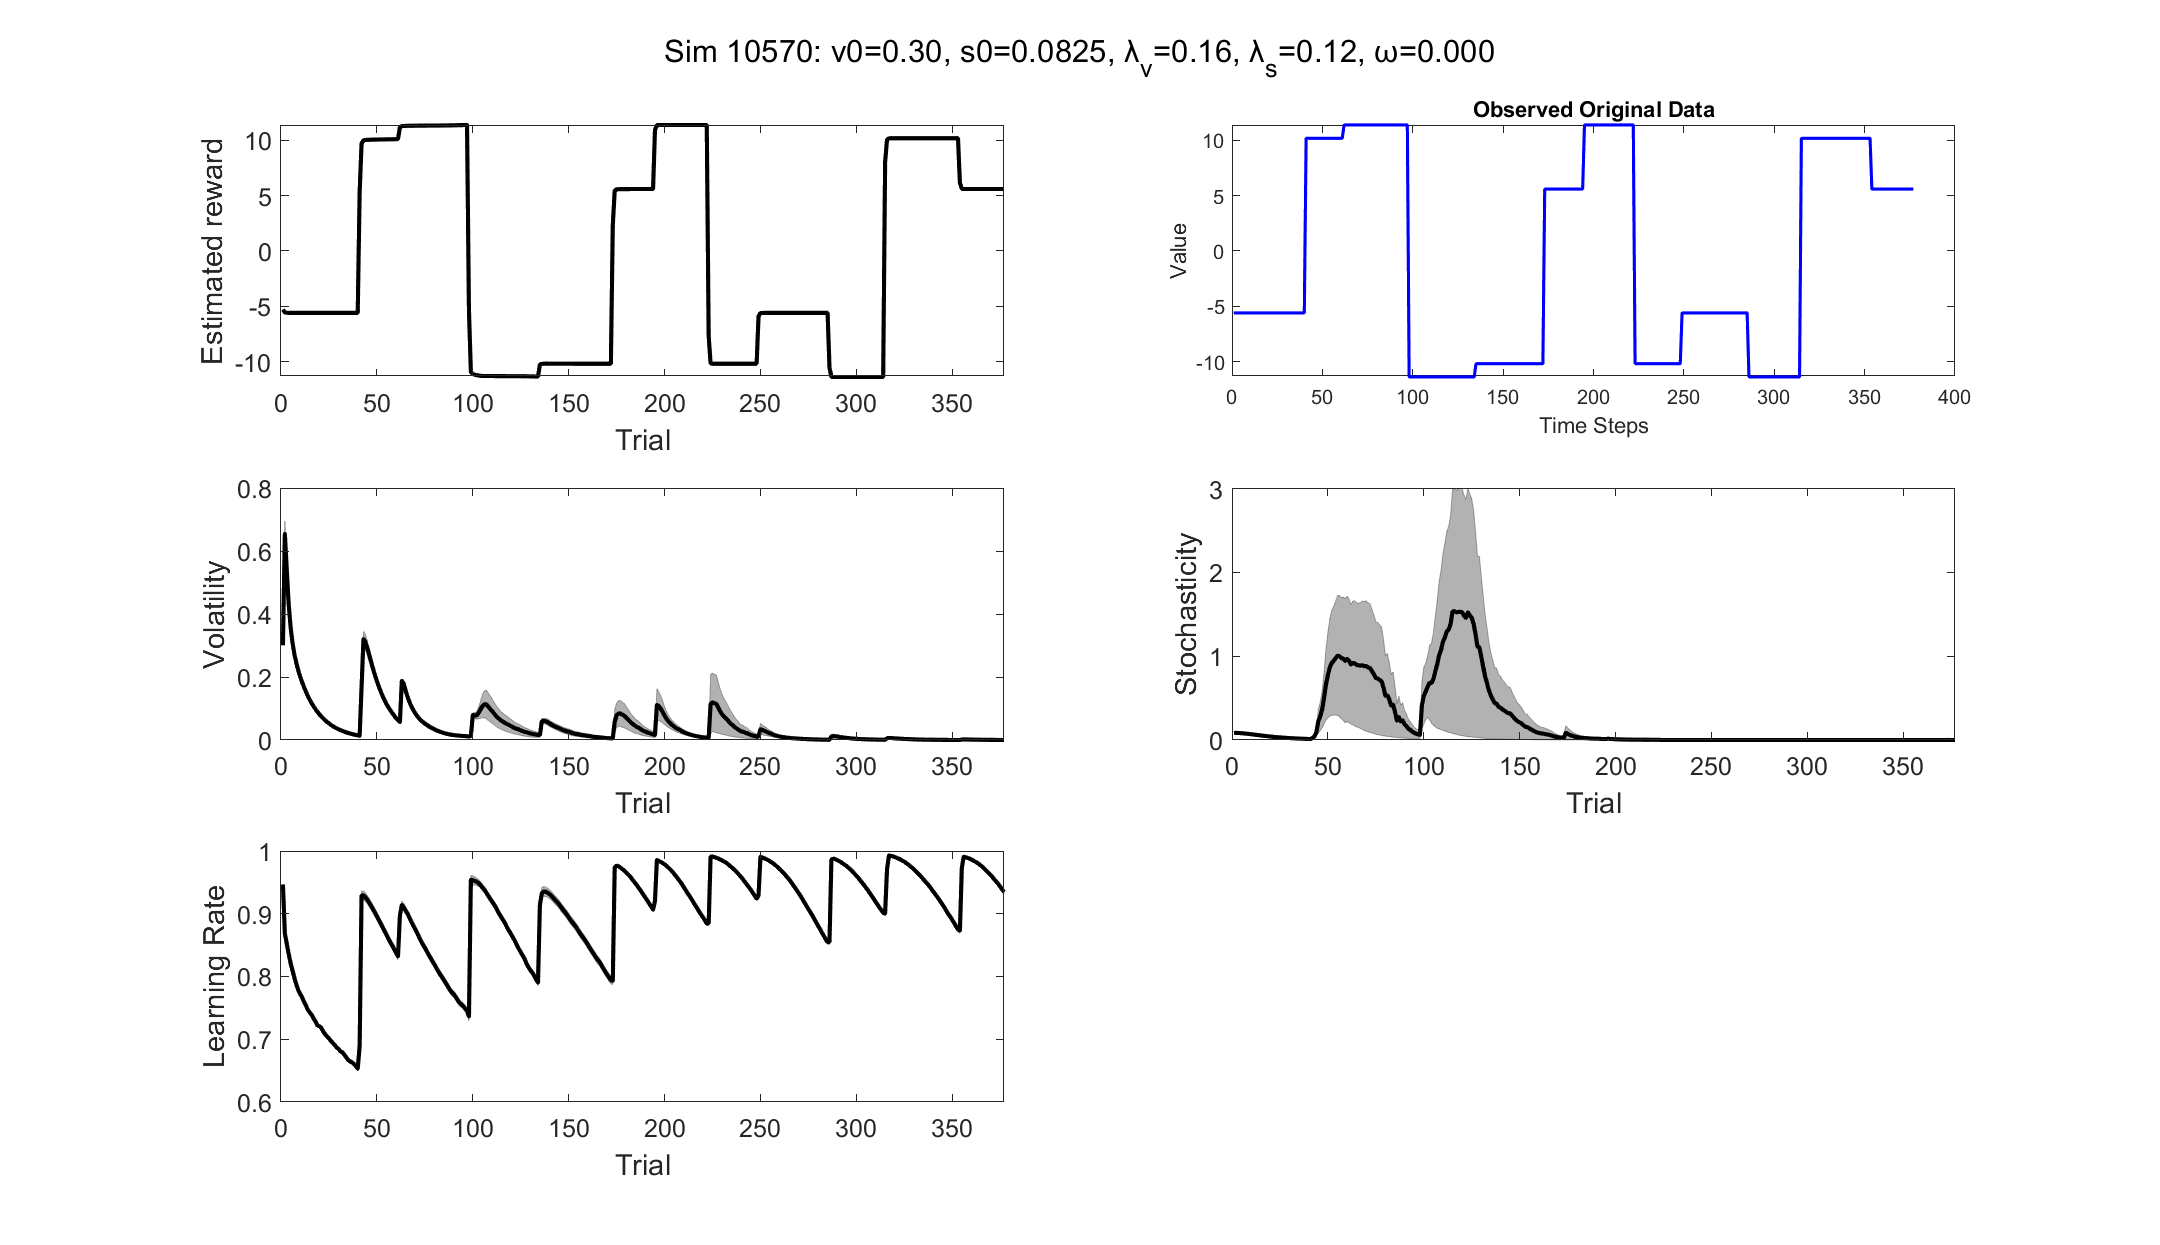 Sim 10570: v0=0.30, s0=0.0825, λv=0.16, λs=0.12, ω=0.000
Estimated reward
10
5
0
-5
-10
0 50 100 150 200 250 300 350
Trial
Observed Original Data
Value
10
5
0
-5
-10
0 50 100 150 200 250 300 350 400
Time Steps
Volatility
0.8
0.6
0.4
0.2
0
0 50 100 150 200 250 300 350
Trial
Stochasticity
3
2
1
0
0 50 100 150 200 250 300 350
Trial
Learning Rate
1
0.9
0.8
0.7
0.6
0 50 100 150 200 250 300 350
Trial